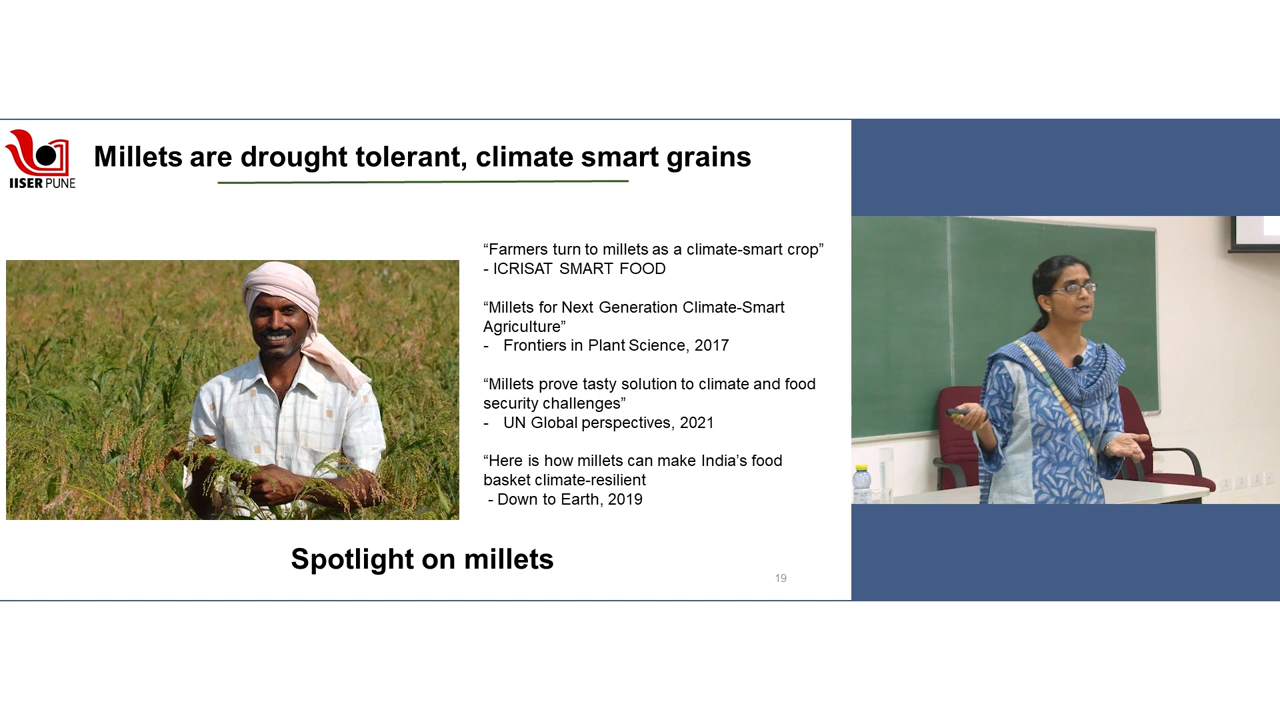 IISER PUNE
Millets are drought tolerant, climate smart grains
“Farmers turn to millets as a climate-smart crop”
- ICRISAT SMART FOOD
“Millets for Next Generation Climate-Smart
Agriculture”
- Frontiers in Plant Science, 2017
“Millets prove tasty solution to climate and food
security challenges”
- UN Global perspectives, 2021
“Here is how millets can make India’s food
basket climate-resilient
- Down to Earth, 2019
Spotlight on millets
19